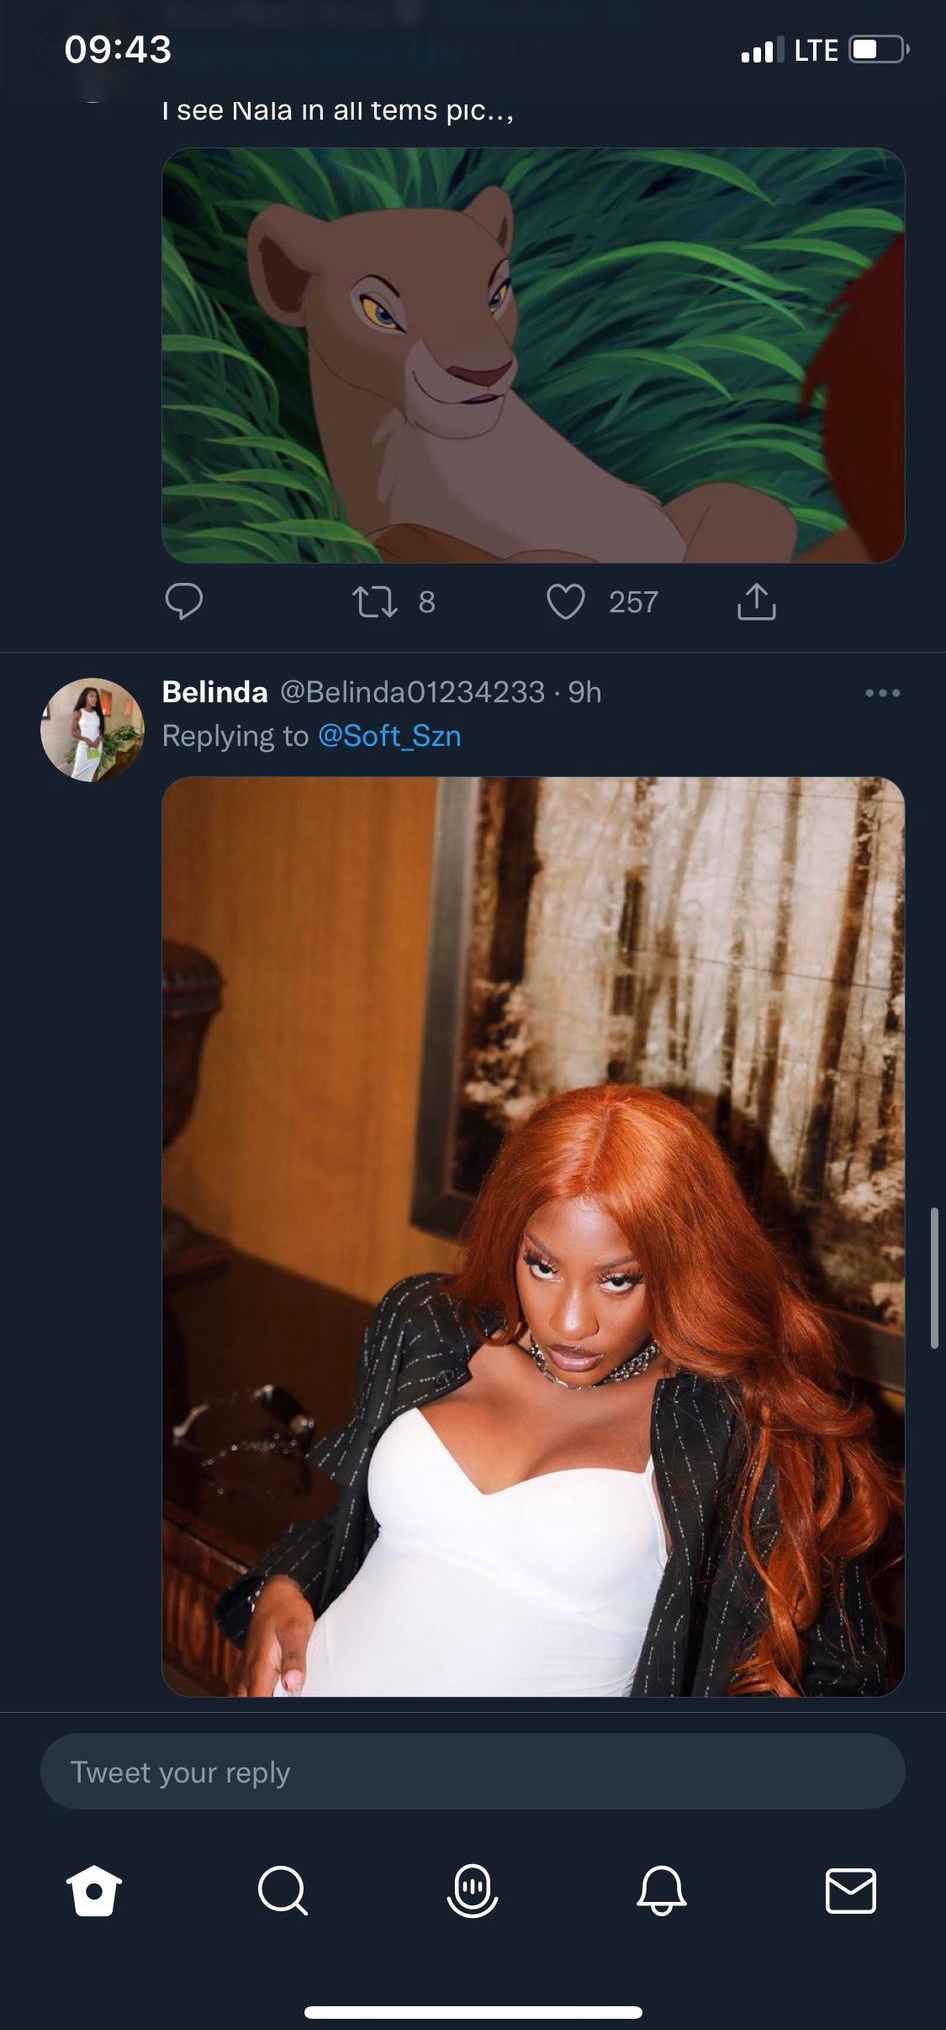 09:43
LTE
Thread
I see Nala in all tems pic..,
8
257
Belinda @Belinda01234233 · 9h
Replying to @Soft_Szn
Tweet your reply